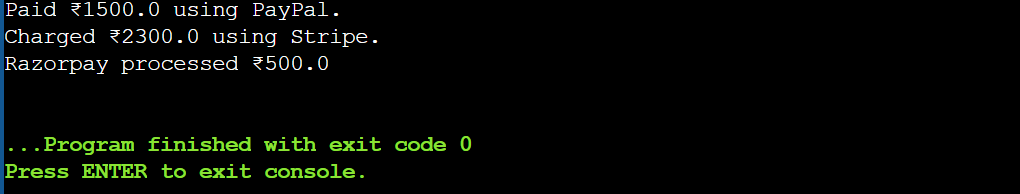 Paid ₹1500.0 using PayPal.
Charged ₹2300.0 using Stripe.
Razorpay processed ₹500.0
...Program finished with exit code 0
Press ENTER to exit console.